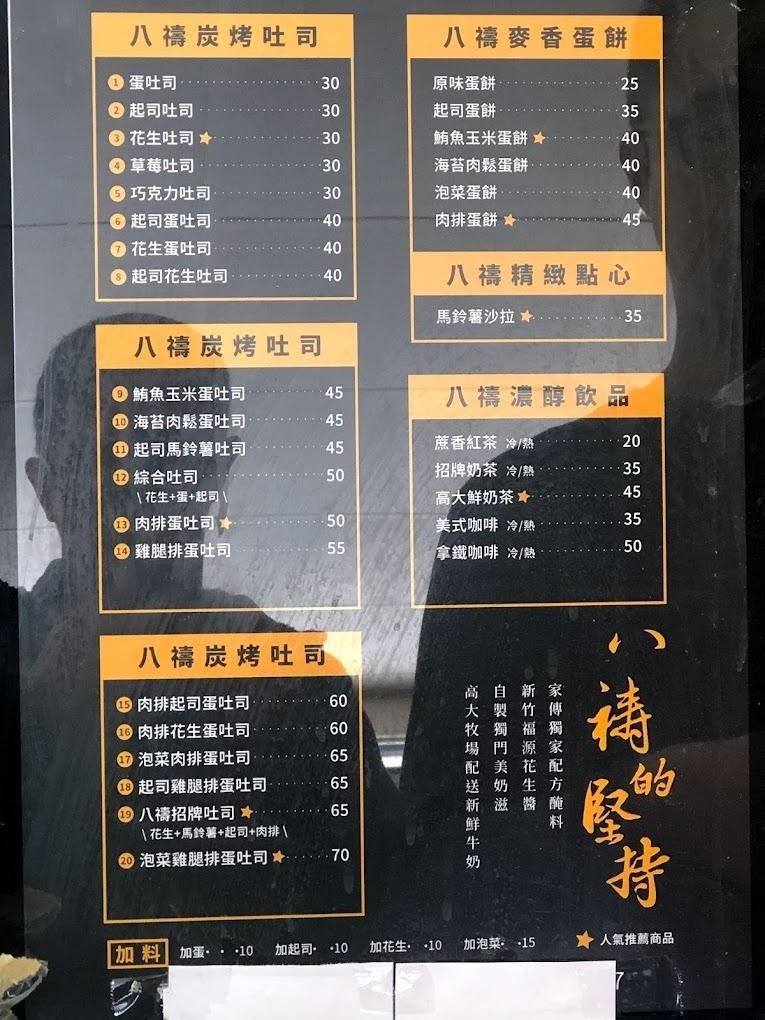 八禱炭烤吐司
1 蛋吐司 30
2 起司吐司 30
3 花生吐司 30
4 草莓吐司 30
5 巧克力吐司 30
6 起司蛋吐司 40
7 花生蛋吐司 40
8 起司花生吐司 40
八禱炭烤吐司
9 鮪魚玉米蛋吐司 45
10 海苔肉鬆蛋吐司 45
11 起司馬鈴薯吐司 45
12 綜合吐司 50
\ 花生+蛋+起司 \
13 肉排蛋吐司 50
14 雞腿排蛋吐司 55
八禱炭烤吐司
15 肉排起司蛋吐司 60
16 肉排花生蛋吐司 60
17 泡菜肉排蛋吐司 65
18 起司雞腿排蛋吐司 65
19 八禱招牌吐司 65
\ 花生+馬鈴薯+起司+肉排 \
20 泡菜雞腿排蛋吐司 70
八禱麥香蛋餅
原味蛋餅 25
起司蛋餅 35
鮪魚玉米蛋餅 40
海苔肉鬆蛋餅 40
泡菜蛋餅 40
肉排蛋餅 45
八禱精緻點心
馬鈴薯沙拉 35
八禱濃醇飲品
蔗香紅茶 冷/熱 20
招牌奶茶 冷/熱 35
高大鮮奶茶 45
美式咖啡 冷/熱 35
拿鐵咖啡 冷/熱 50
八禱的堅持
家傳獨家配方醃料
新竹福源花生醬
自製獨門美奶滋
高大牧場配送新鮮牛奶
加料 加蛋··10 加起司··10 加花生··10 加泡菜··15
人氣推薦商品
7